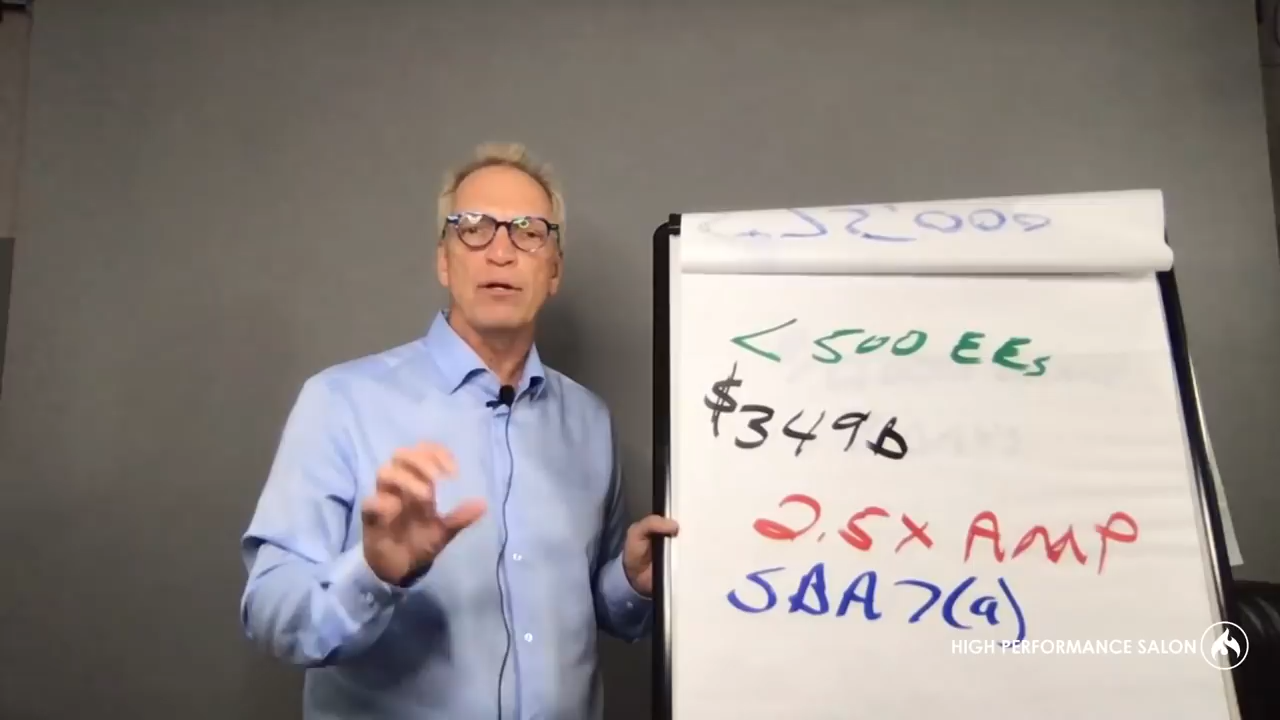 < 500 EEs
$349b
2.5x AMP
SBA 7(a)
HIGH PERFORMANCE SALON